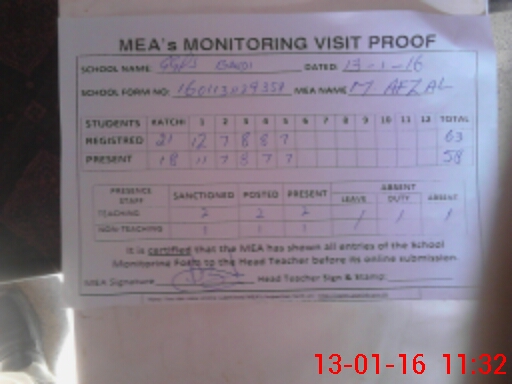 MEA's MONITORING VISIT PROOF
SCHOOL NAME: GGPS BANDI DATED: 13-1-16
SCHOOL FORM NO: MEA NAME M. AFZAL
STUDENTS KATCHI 1 2 3 4 5 6 7 8 9 10 11 12 TOTAL
REGISTRED 21 12 7 8 8 7 63
PRESENT 18 11 7 8 7 7 58
PRESENCE STAFF SANCTIONED POSTED PRESENT ABSENT
LEAVE DUTY ABSENT
TEACHING 2 2 2 / / /
NON-TEACHING 1 1 1
It is certified that the MEA has shown all entries of the School
Monitoring Form to the Head Teacher before its online submission.
MEA Signature Head Teacher Sign & Stamp:
13-01-16 11:32